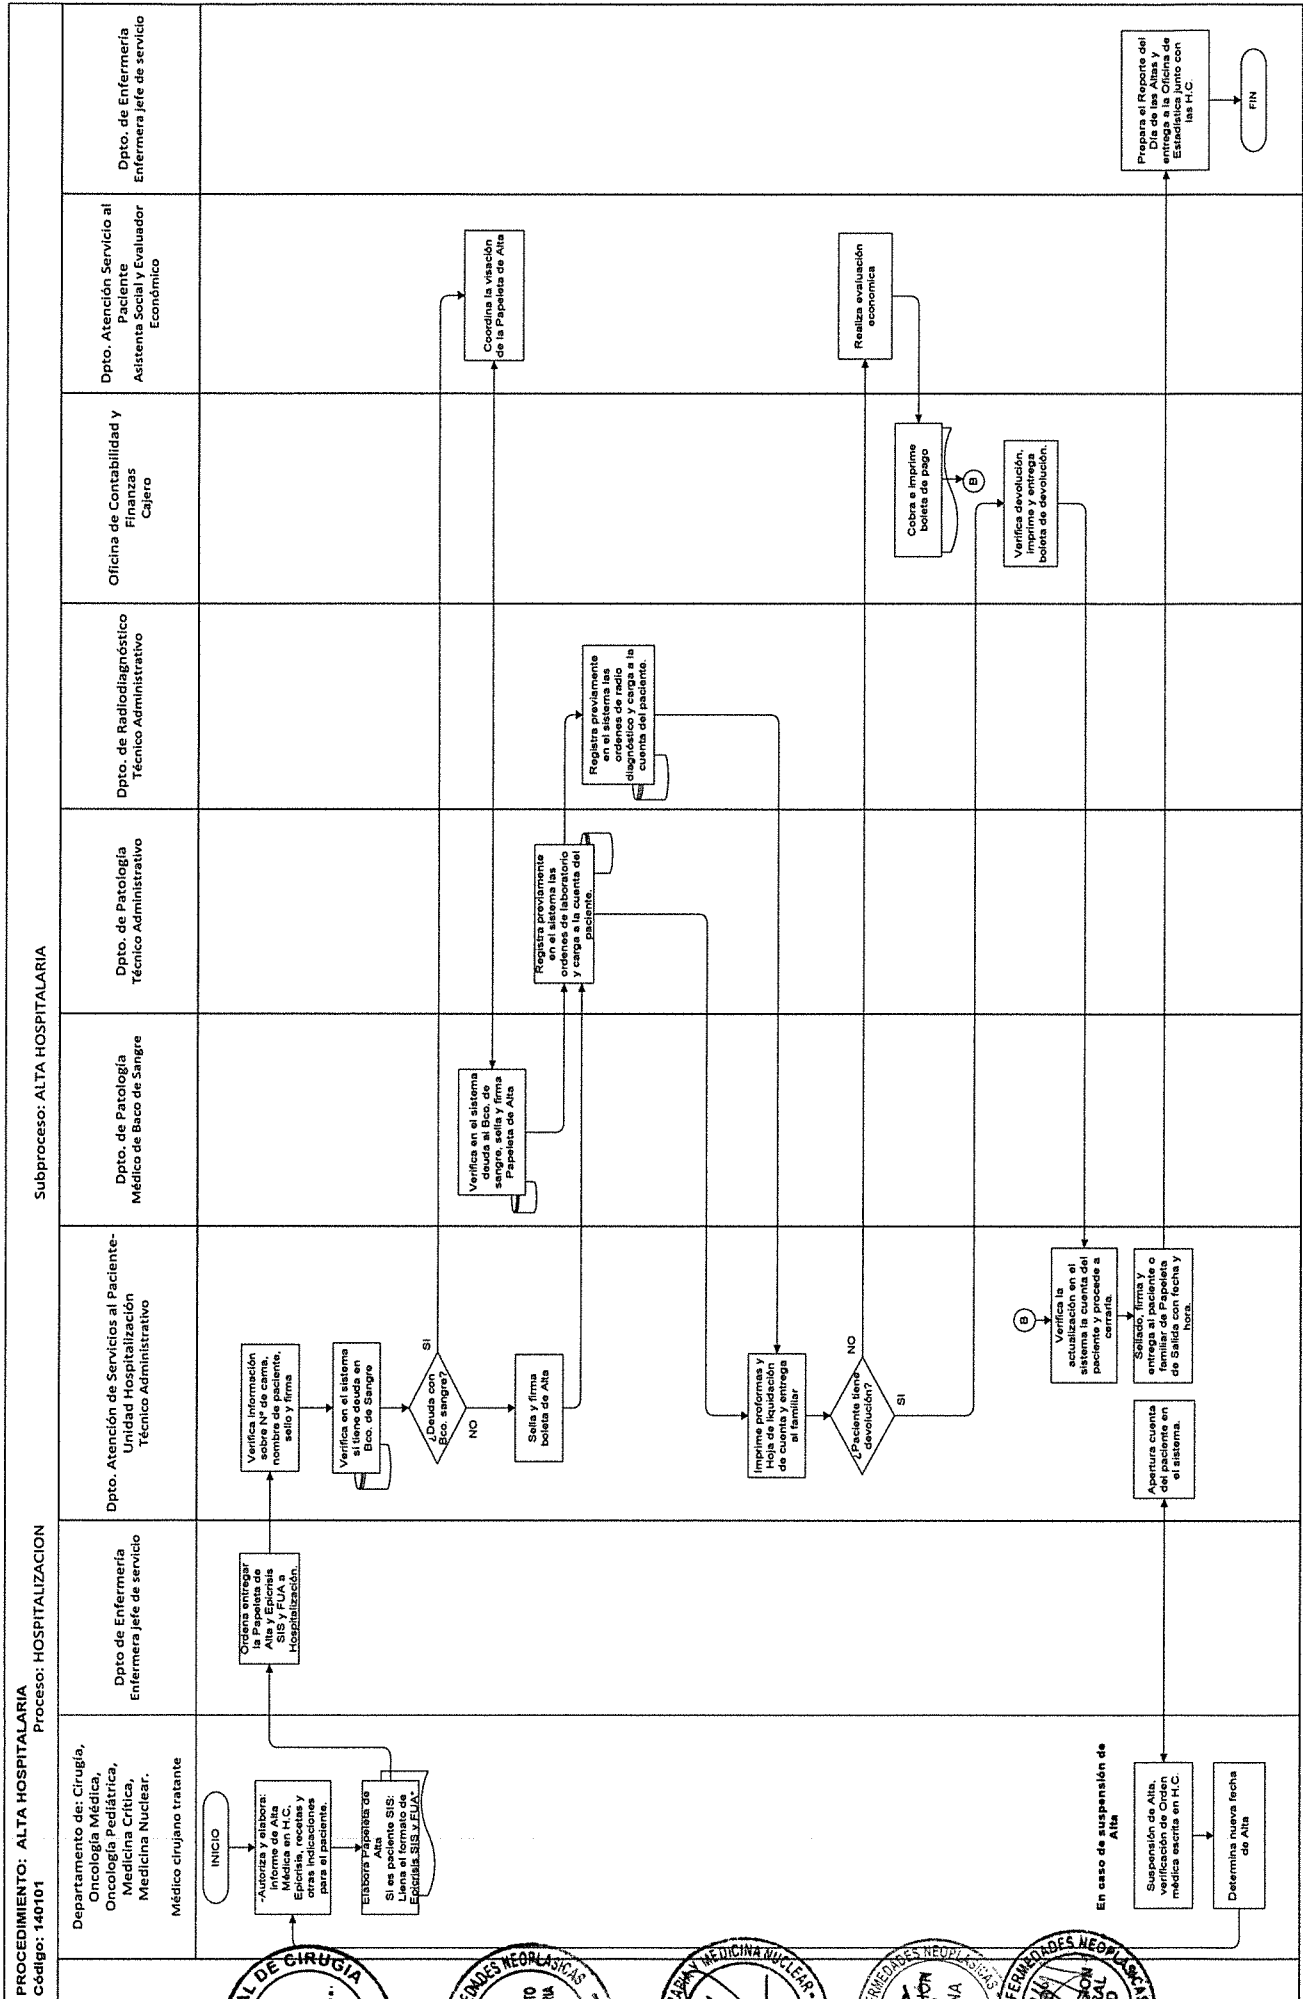 PROCEDIMIENTO: ALTA HOSPITALARIA
Código: 140101
Proceso: HOSPITALIZACION
Subproceso: ALTA HOSPITALARIA
Departamento de: Cirugía,
Oncología Médica,
Oncología Pediátrica,
Medicina Crítica,
Medicina Nuclear.
Médico cirujano tratante
Dpto de Enfermería
Enfermera jefe de servicio
Dpto. Atención de Servicios al Paciente-
Unidad Hospitalización
Técnico Administrativo
Dpto. de Patología
Médico de Baco de Sangre
Dpto. de Patología
Técnico Administrativo
Dpto. de Radiodiagnóstico
Técnico Administrativo
Oficina de Contabilidad y
Finanzas
Cajero
Dpto. Atención Servicio al
Paciente
Asistenta Social y Evaluador
Económico
Dpto. de Enfermería
Enfermera jefe de servicio
INICIO
-Autoriza y elabora:
informe de Alta
Médica en H.C,
Epicrisis, recetas y
otras indicaciones
para el paciente.
Elabora Papeleta de
Alta
Si es paciente SIS:
Llena el formato de
Epicrisis SIS y FUA"
Ordena entregar
la Papeleta de
Alta y Epicrisis
SIS y FUA a
Hospitalización.
Verifica información
sobre Nº de cama,
nombre de paciente,
sello y firma
Verifica en el sistema
si tiene deuda en
Bco. de Sangre
¿Deuda con
Bco. sangre?
SI
NO
Sella y firma
boleta de Alta
Coordina la visación
de la Papeleta de Alta
Verifica en el sistema
deuda al Bco. de
sangre, sella y firma
Papeleta de Alta
Registra previamente
en el sistema las
ordenes de laboratorio
y carga a la cuenta del
paciente.
Registra previamente
en el sistema las
ordenes de radio
diagnóstico y carga a la
cuenta del paciente.
Imprime proformas y
Hoja de liquidación
de cuenta y entrega
al familiar
¿Paciente tiene
devolución?
NO
SI
Realiza evaluación
economica
Cobra e imprime
boleta de pago
B
Verifica devolución,
imprime y entrega
boleta de devolución.
B
Verifica la
actualización en el
sistema la cuenta del
paciente y procede a
cerrarla.
Sellado, firma y
entrega al paciente o
familiar de Papeleta
de Salida con fecha y
hora.
Prepara el Reporte del
Día de las Altas y
entrega a la Oficina de
Estadística junto con
las H.C.
FIN
En caso de suspensión de
Alta
Suspensión de Alta,
verificación de Orden
médica escrita en H.C.
Determina nueva fecha
de Alta
Apertura cuenta
del paciente en
el sistema.
AL DE CIRUGIA
EDADES NEOPLASICAS
Y MEDICINA NUCLEAR
ERMEDADES NEOPLASICAS
FERMEDADES NEOPLASICAS